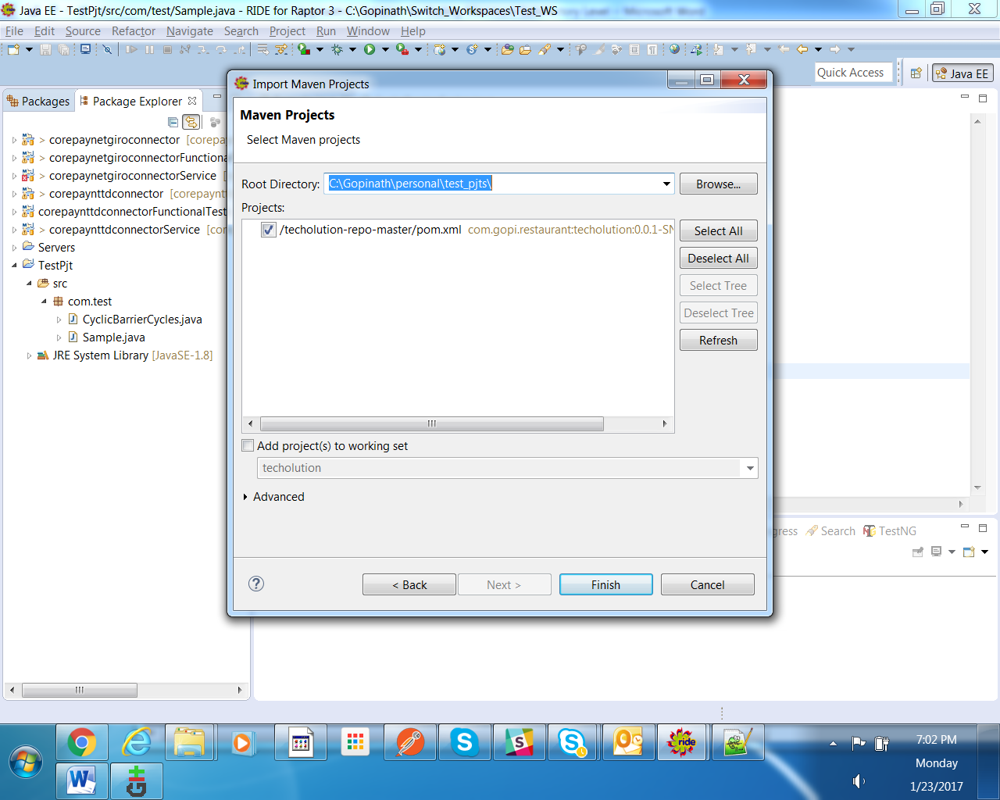 Java EE - TestPjt/src/com/test/Sample.java - RIDE for Raptor 3 - C:\Gopinath\Switch_Workspaces\Test_WS
File Edit Source Refactor Navigate Search Project Run Window Help
Quick Access
Java EE
Packages
Package Explorer
> corepaynetgiroconnector [corepa
> corepaynetgiroconnectorFunctiona
> corepaynetgiroconnectorService [
> corepaynttdconnector [corepaynt
corepaynttdconnectorFunctionalTest
> corepaynttdconnectorService [co
Servers
TestPjt
src
com.test
CyclicBarrierCycles.java
Sample.java
JRE System Library [JavaSE-1.8]
Import Maven Projects
Maven Projects
Select Maven projects
Root Directory: C:\Gopinath\personal\test_pjts\
Browse...
Projects:
/techolution-repo-master/pom.xml com.gopi.restaurant:techolution:0.0.1-SN
Select All
Deselect All
Select Tree
Deselect Tree
Refresh
Add project(s) to working set
techolution
Advanced
< Back
Next >
Finish
Cancel
gress
Search
TestNG
ride
7:02 PM
Monday
1/23/2017